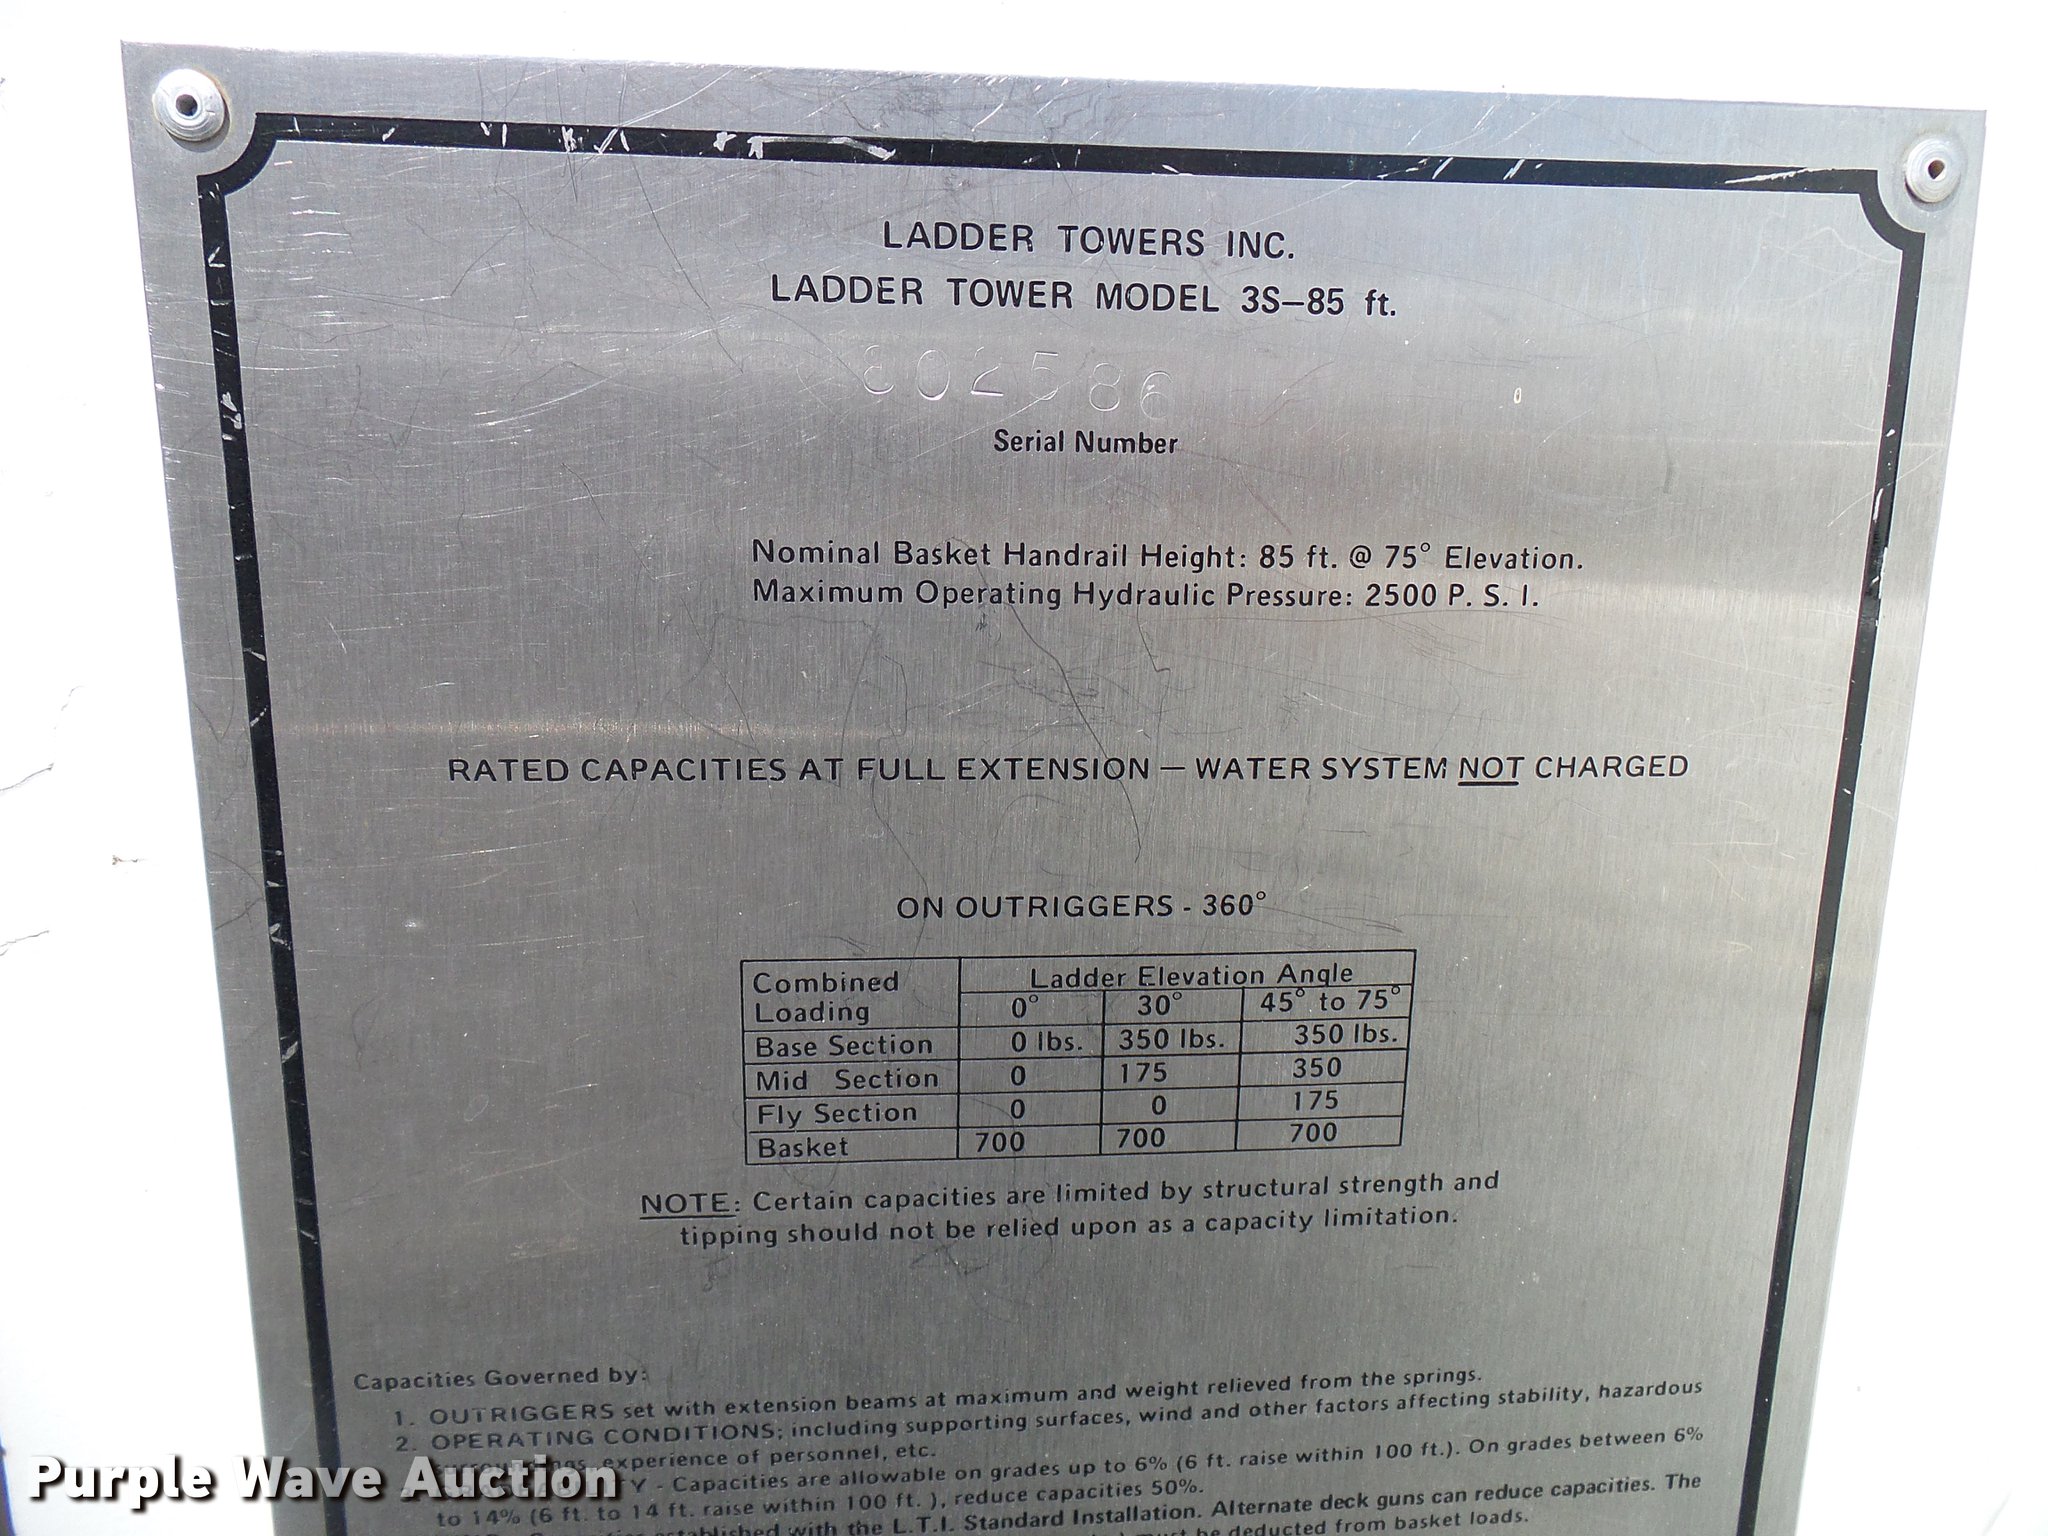 LADDER TOWERS INC.
LADDER TOWER MODEL 3S–85 ft.
802586
Serial Number
Nominal Basket Handrail Height: 85 ft. @ 75° Elevation.
Maximum Operating Hydraulic Pressure: 2500 P. S. I.
RATED CAPACITIES AT FULL EXTENSION – WATER SYSTEM NOT CHARGED
ON OUTRIGGERS - 360°
Combined Loading Ladder Elevation Angle
0° 30° 45° to 75°
Base Section 0 lbs. 350 lbs. 350 lbs.
Mid Section 0 175 350
Fly Section 0 0 175
Basket 700 700 700
NOTE: Certain capacities are limited by structural strength and
tipping should not be relied upon as a capacity limitation.
Capacities Governed by:
1. OUTRIGGERS set with extension beams at maximum and weight relieved from the springs.
2. OPERATING CONDITIONS; including supporting surfaces, wind and other factors affecting stability, hazardous
experience of personnel, etc.
- Capacities are allowable on grades up to 6% (6 ft. raise within 100 ft.). On grades between 6%
to 14% (6 ft. to 14 ft. raise within 100 ft. ), reduce capacities 50%.
established with the L.T.I. Standard Installation. Alternate deck guns can reduce capacities. The
must be deducted from basket loads.
Purple Wave Auction